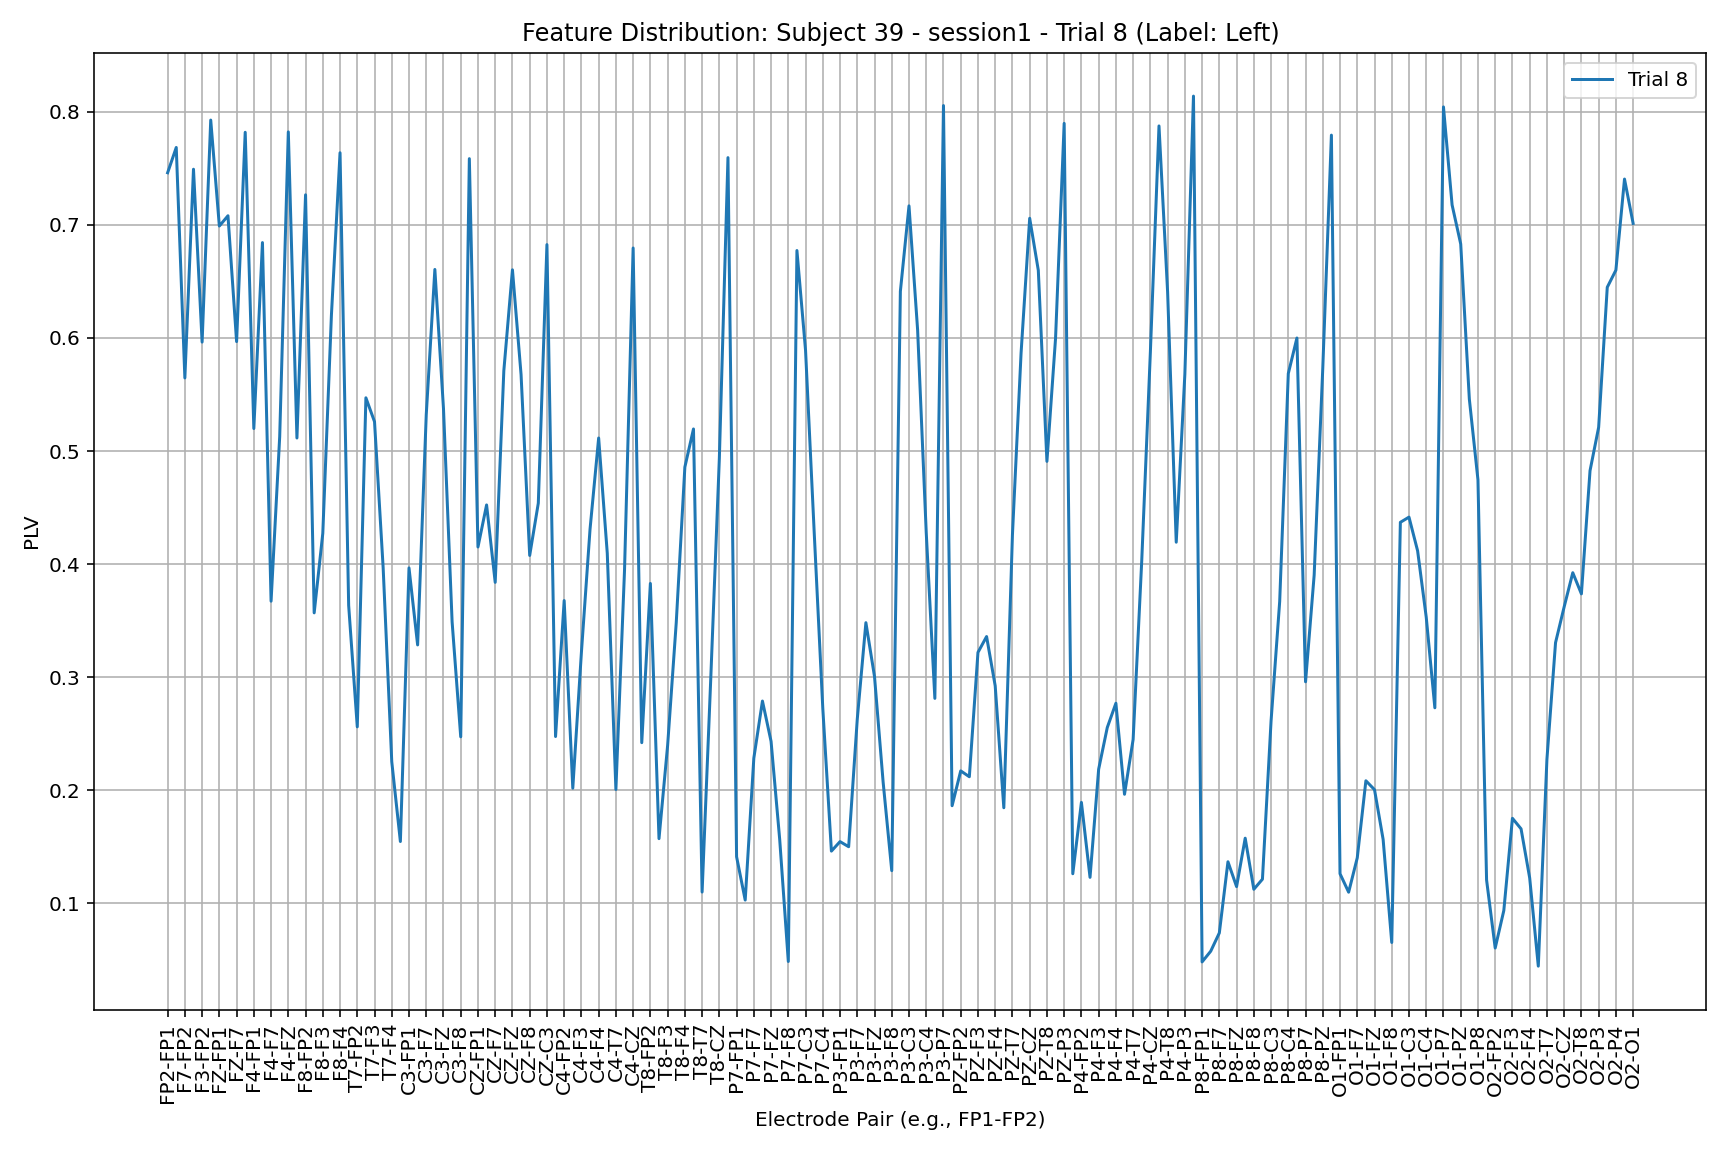 Feature Distribution: Subject 39 - session1 - Trial 8 (Label: Left)
Trial 8
PLV
0.8
0.7
0.6
0.5
0.4
0.3
0.2
0.1
FP2-FP1
F7-FP2
F3-FP2
FZ-FP1
FZ-F7
F4-FP1
F4-F7
F4-FZ
F8-FP2
F8-F3
F8-F4
T7-FP2
T7-F3
T7-F4
C3-FP1
C3-F7
C3-FZ
C3-F8
CZ-FP1
CZ-F7
CZ-FZ
CZ-F8
CZ-C3
C4-FP2
C4-F3
C4-F4
C4-T7
C4-CZ
T8-FP2
T8-F3
T8-F4
T8-T7
T8-CZ
P7-FP1
P7-F7
P7-FZ
P7-F8
P7-C3
P7-C4
P3-FP1
P3-F7
P3-FZ
P3-F8
P3-C3
P3-C4
P3-P7
PZ-FP2
PZ-F3
PZ-F4
PZ-T7
PZ-CZ
PZ-T8
PZ-P3
P4-FP2
P4-F3
P4-F4
P4-T7
P4-CZ
P4-T8
P4-P3
P8-FP1
P8-F7
P8-FZ
P8-F8
P8-C3
P8-C4
P8-P7
P8-PZ
O1-FP1
O1-F7
O1-FZ
O1-F8
O1-C3
O1-C4
O1-P7
O1-PZ
O1-P8
O2-FP2
O2-F3
O2-F4
O2-T7
O2-CZ
O2-T8
O2-P3
O2-P4
O2-O1
Electrode Pair (e.g., FP1-FP2)